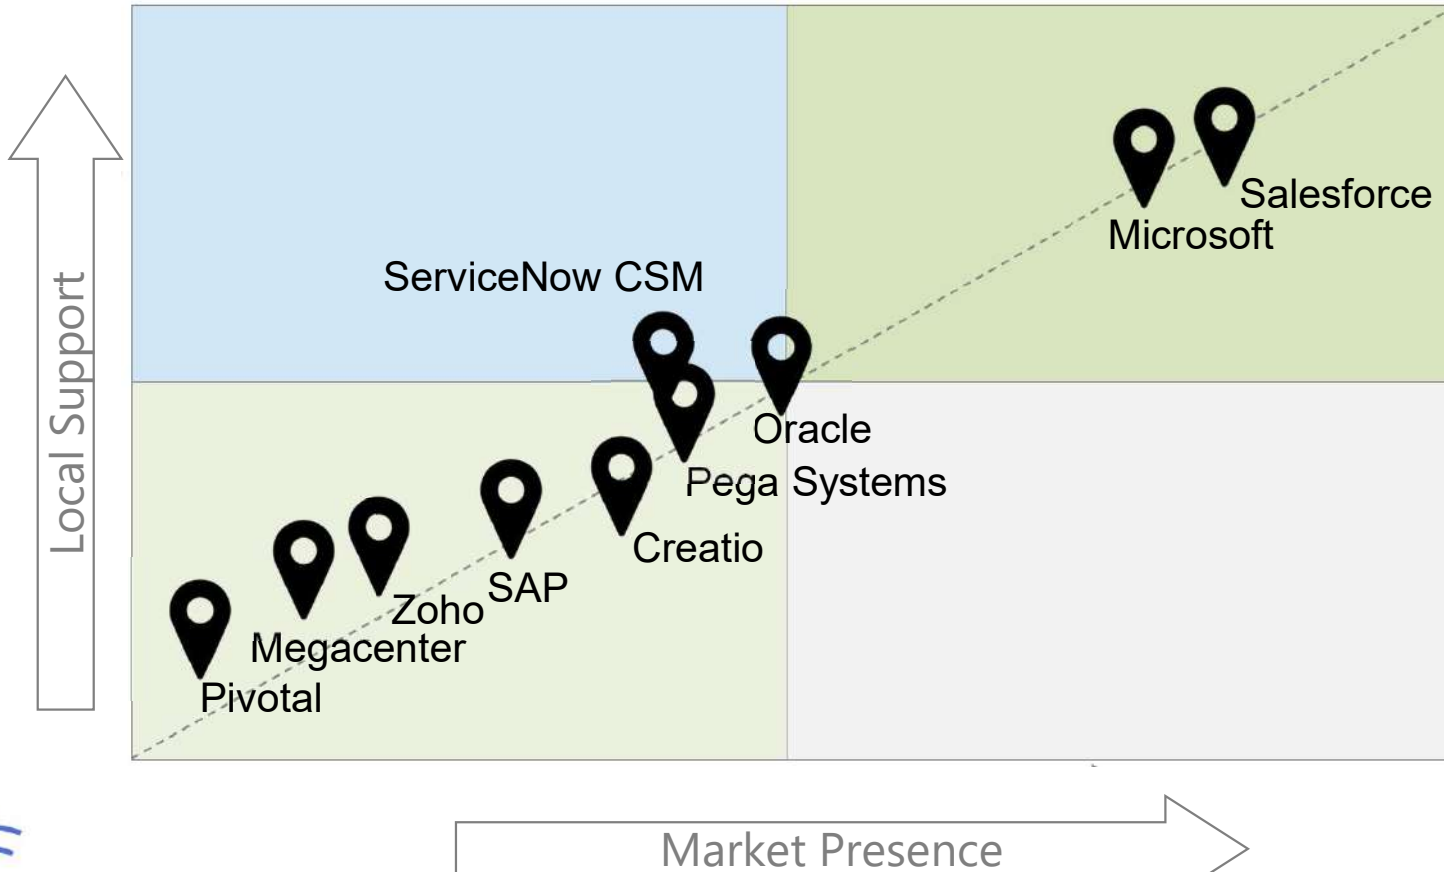 Salesforce
Microsoft
ServiceNow CSM
Local Support
Oracle
Pega Systems
Creatio
SAP
Zoho
Megacenter
Pivotal
Market Presence